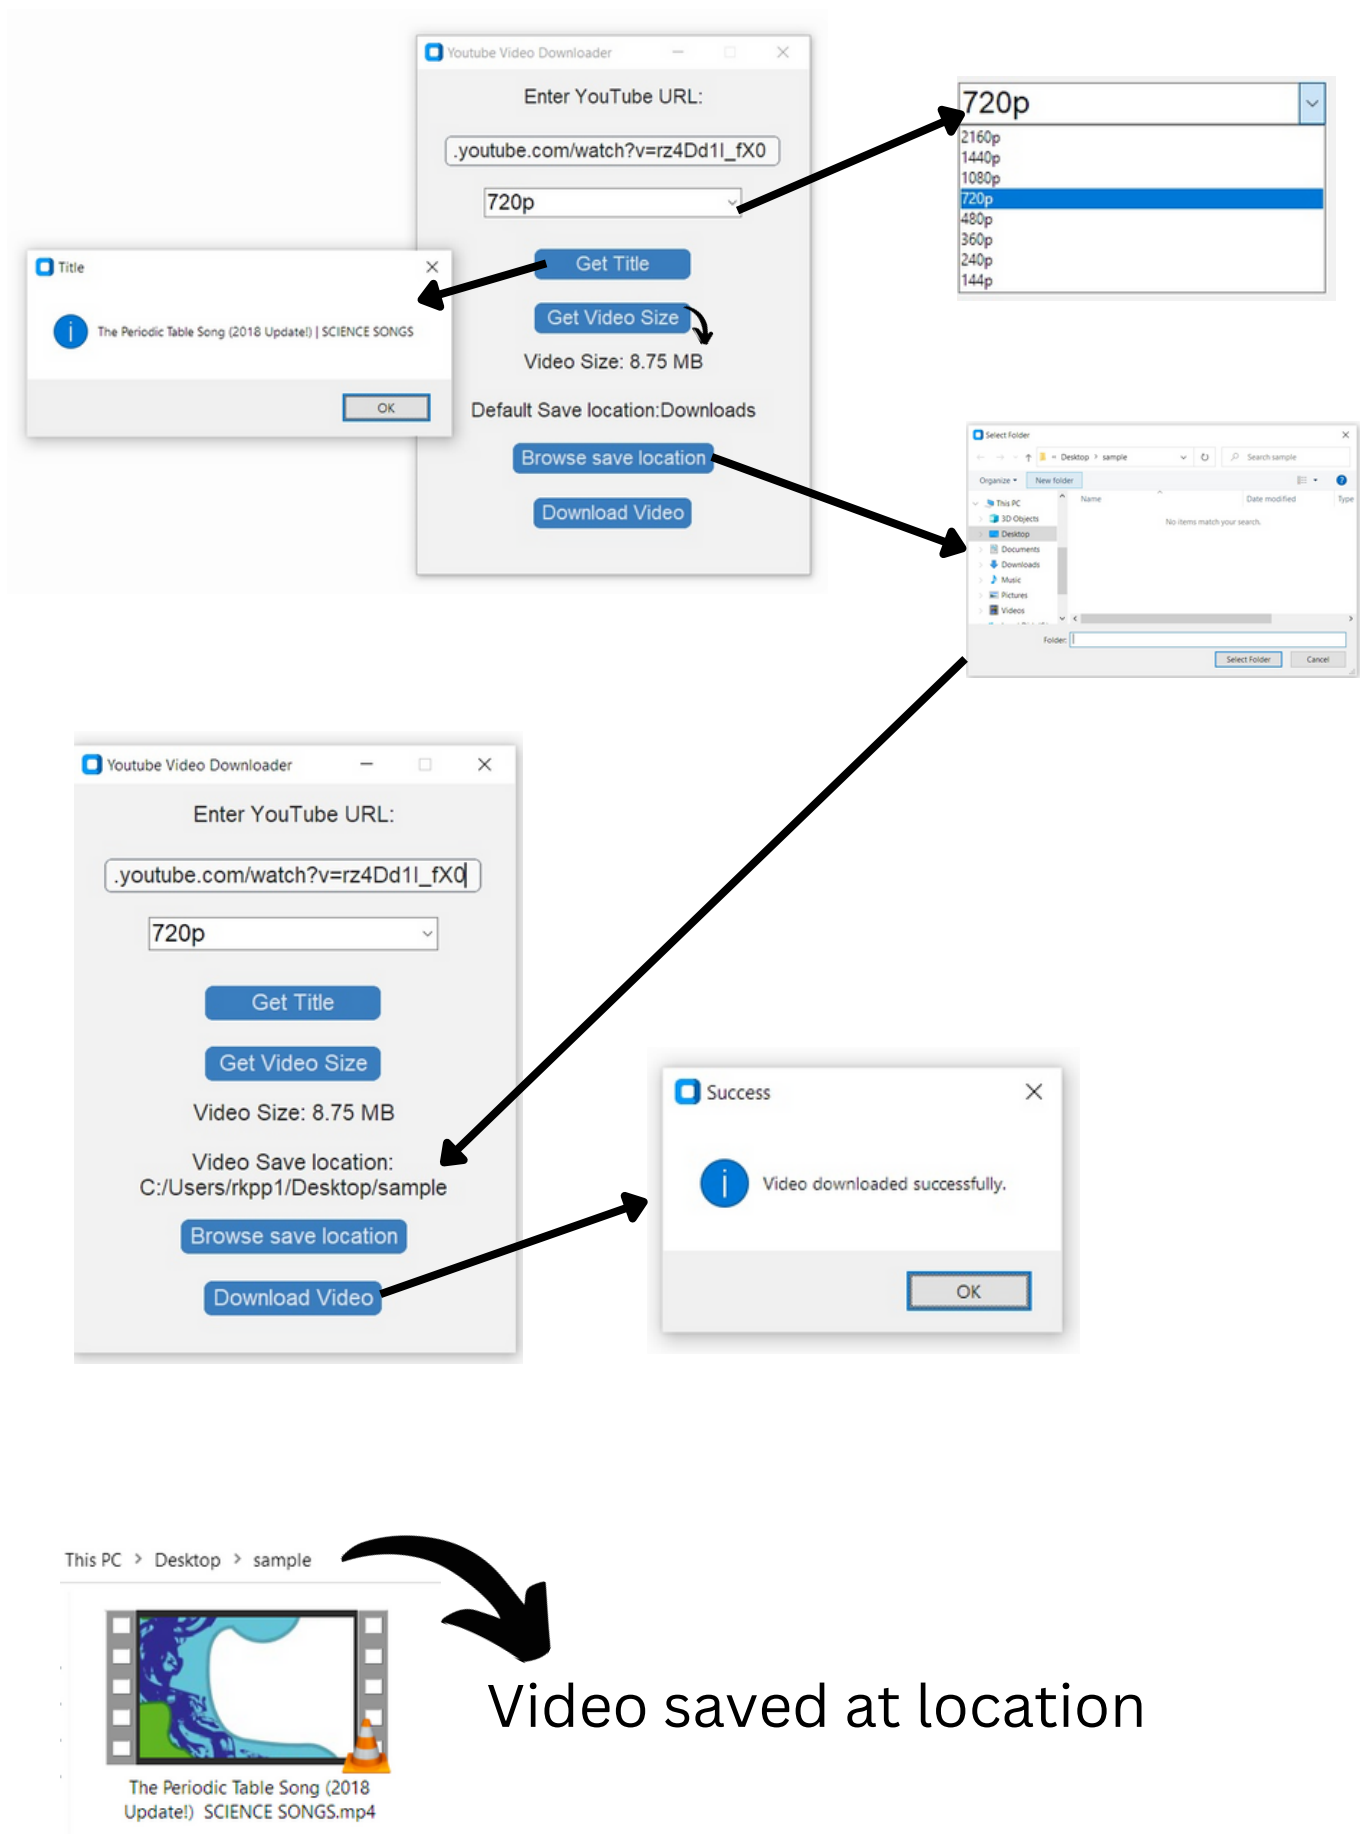 Youtube Video Downloader
Enter YouTube URL:
.youtube.com/watch?v=rz4Dd1I_fX0
720p
Get Title
Get Video Size
Video Size: 8.75 MB
Default Save location:Downloads
Browse save location
Download Video
720p
2160p
1440p
1080p
720p
480p
360p
240p
144p
Title
The Periodic Table Song (2018 Update!) | SCIENCE SONGS
OK
Select Folder
« Desktop > sample
Search sample
Organize
New folder
Name
Date modified
Type
This PC
3D Objects
Desktop
Documents
Downloads
Music
Pictures
Videos
No items match your search.
Folder:
Select Folder
Cancel
Youtube Video Downloader
Enter YouTube URL:
.youtube.com/watch?v=rz4Dd1I_fX0
720p
Get Title
Get Video Size
Video Size: 8.75 MB
Video Save location:
C:/Users/rkpp1/Desktop/sample
Browse save location
Download Video
Success
Video downloaded successfully.
OK
This PC > Desktop > sample
The Periodic Table Song (2018
Update!) SCIENCE SONGS.mp4
Video saved at location